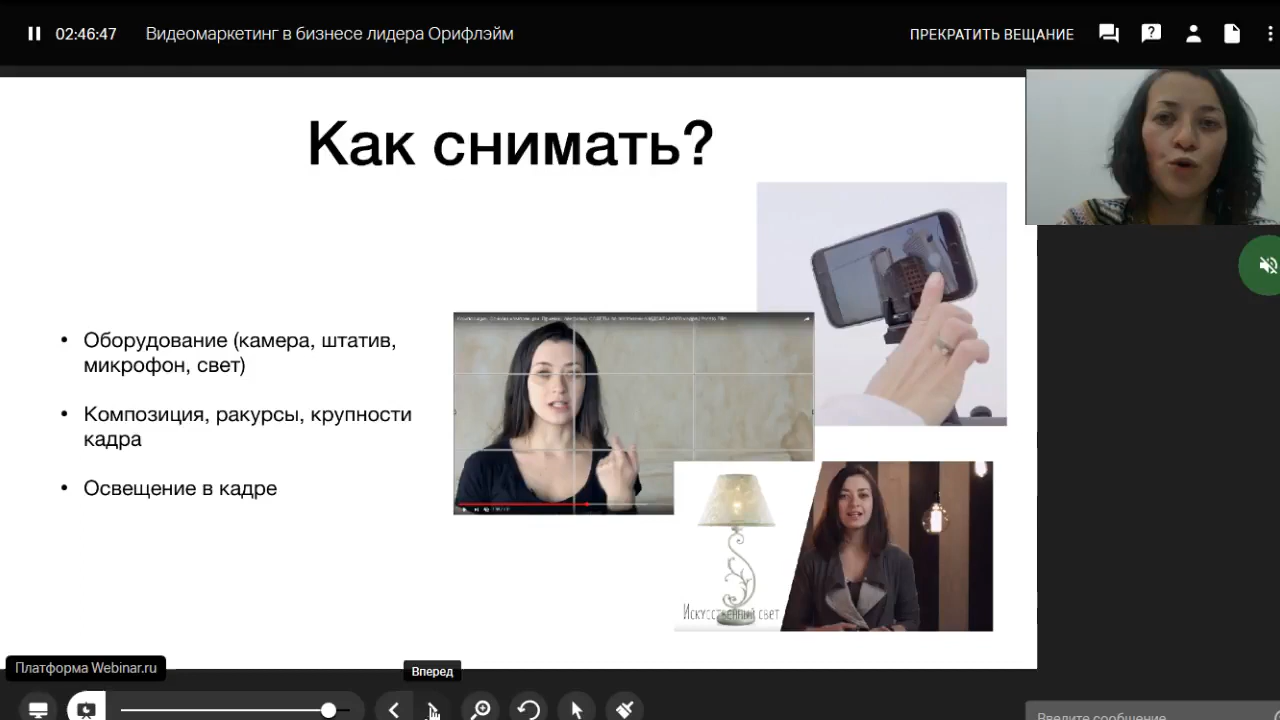 02:46:47
Видеомаркетинг в бизнесе лидера Орифлэйм
ПРЕКРАТИТЬ ВЕЩАНИЕ
Как снимать?
• Оборудование (камера, штатив,
микрофон, свет)
• Композиция, ракурсы, крупности
кадра
• Освещение в кадре
Искусственный свет
Платформа Webinar.ru
Вперед
Введите сообщение